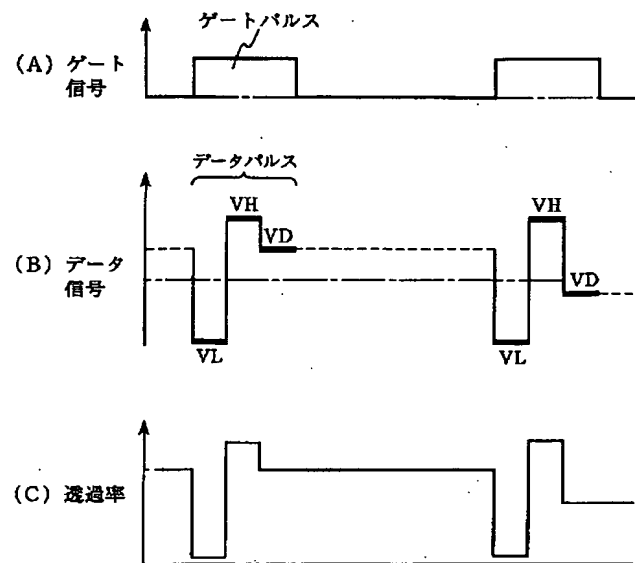 ゲートパルス
(A) ゲート
信号
データパルス
VH
VD
VL
(B) データ
信号
VH
VD
VL
(C) 透過率